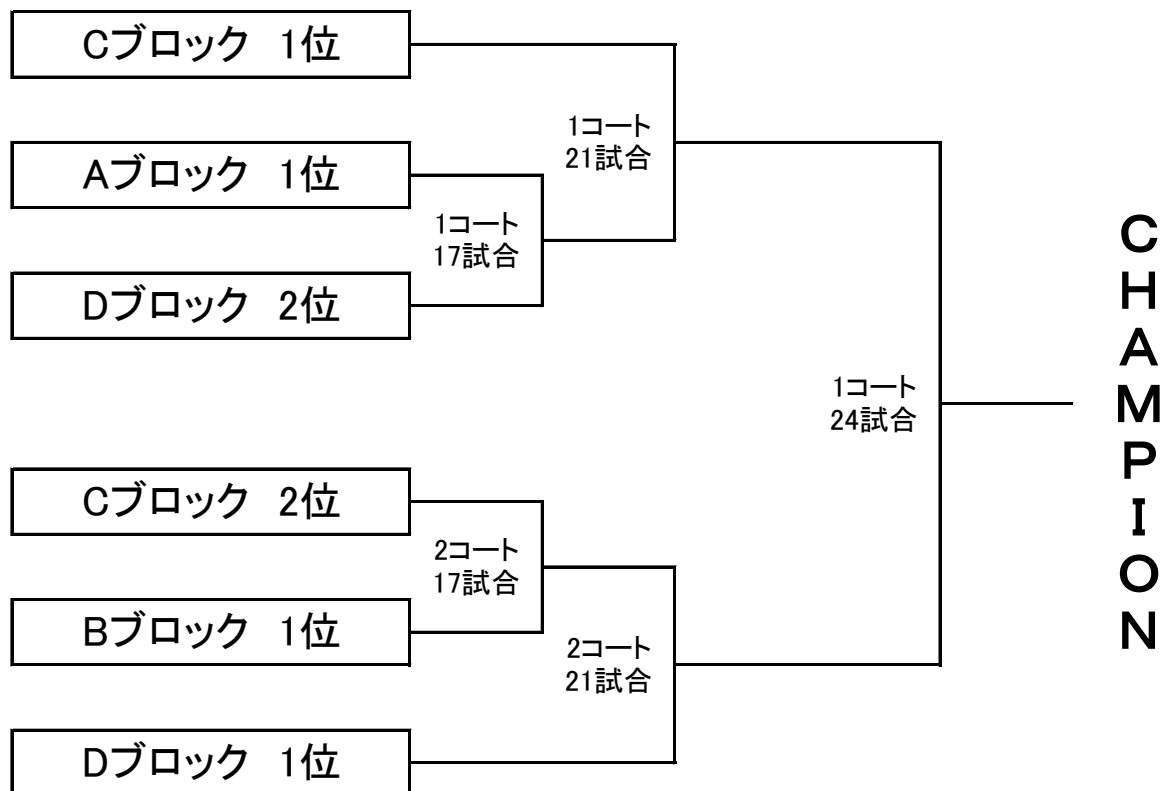 Cブロック 1位
1コート
21試合
Aブロック 1位
1コート
17試合
Dブロック 2位
1コート
24試合
Cブロック 2位
2コート
17試合
Bブロック 1位
2コート
21試合
Dブロック 1位
CHAMPION